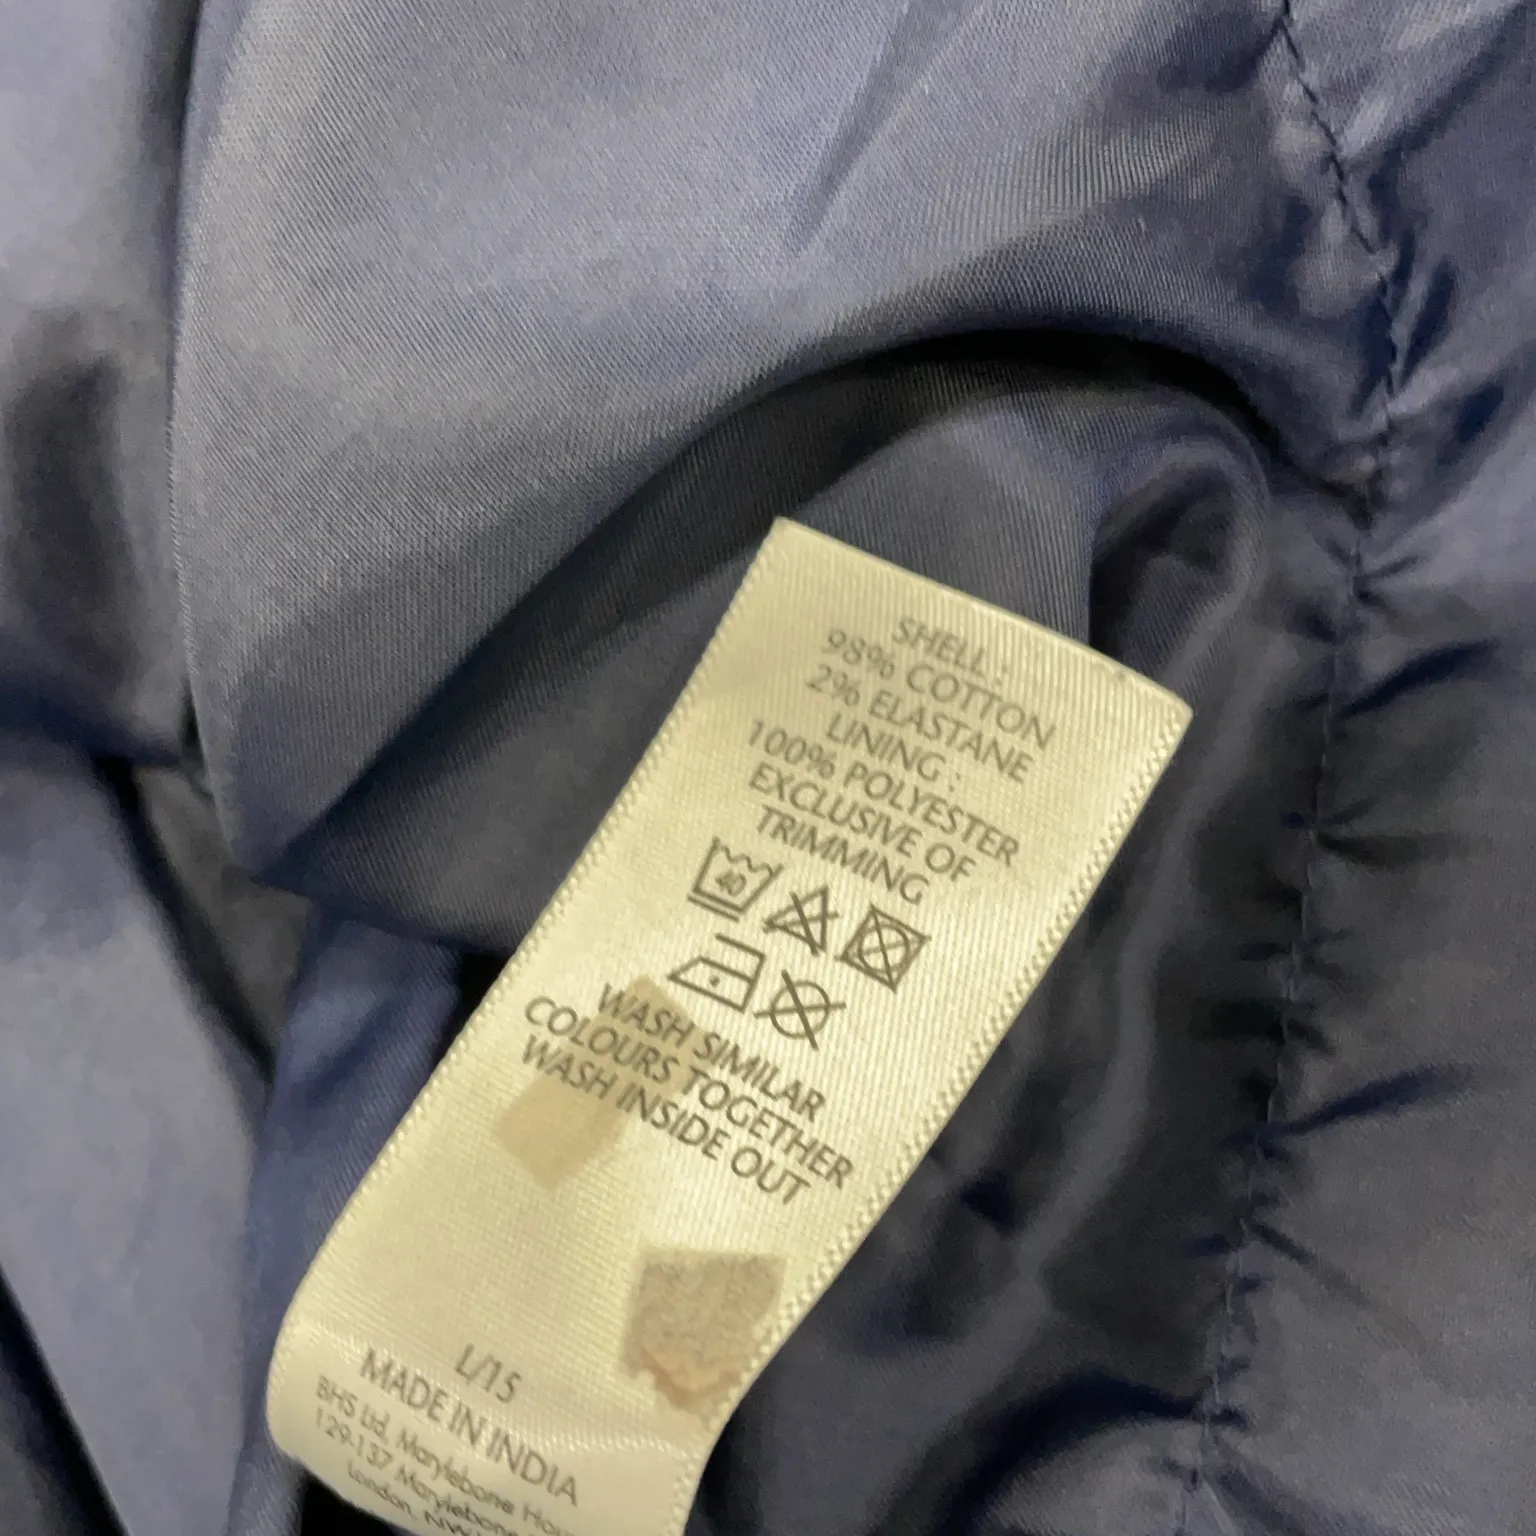 SHELL :
98% COTTON
2% ELASTANE
LINING :
100% POLYESTER
EXCLUSIVE OF
TRIMMING
40
WASH SIMILAR
COLOURS TOGETHER
WASH INSIDE OUT
L/15
MADE IN INDIA
BHS Ltd. Marylebone
129-137 Marylebone
London,